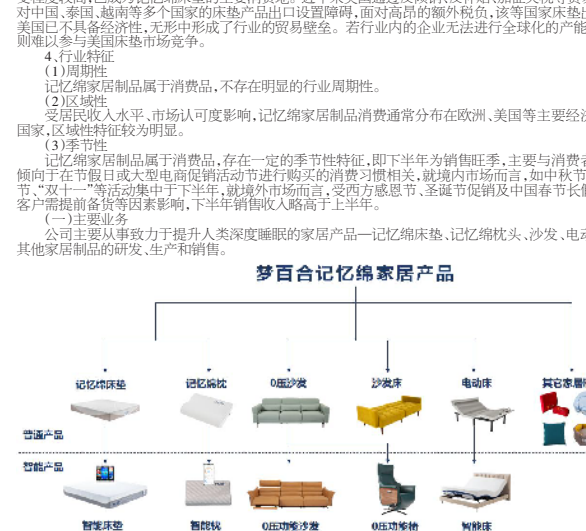 对中国、泰国、越南等多个国家的床垫产品出口设置障碍,面对高昂的额外税负,该等国家床垫出
美国已不具备经济性,无形中形成了行业的贸易壁垒。若行业内的企业无法进行全球化的产能
则难以参与美国床垫市场竞争。
4、行业特征
(1)周期性
记忆绵家居制品属于消费品,不存在明显的行业周期性。
(2)区域性
受居民收入水平、市场认可度影响,记忆绵家居制品消费通常分布在欧洲、美国等主要经济
国家,区域性特征较为明显。
(3)季节性
记忆绵家居制品属于消费品,存在一定的季节性特征,即下半年为销售旺季,主要与消费者
倾向于在节假日或大型电商促销活动节进行购买的消费习惯相关,就境内市场而言,如中秋节
节、“双十一”等活动集中于下半年,就境外市场而言,受西方感恩节、圣诞节促销及中国春节长假
客户需提前备货等因素影响,下半年销售收入略高于上半年。
(一)主要业务
公司主要从事致力于提升人类深度睡眠的家居产品—记忆绵床垫、记忆绵枕头、沙发、电动
其他家居制品的研发、生产和销售。
梦百合记忆绵家居产品
记忆绵床垫 记忆绵枕 0压沙发 沙发床 电动床 其它家居
普通产品
智能产品
智能床垫 智能枕 0压功能沙发 0压功能椅 智能床